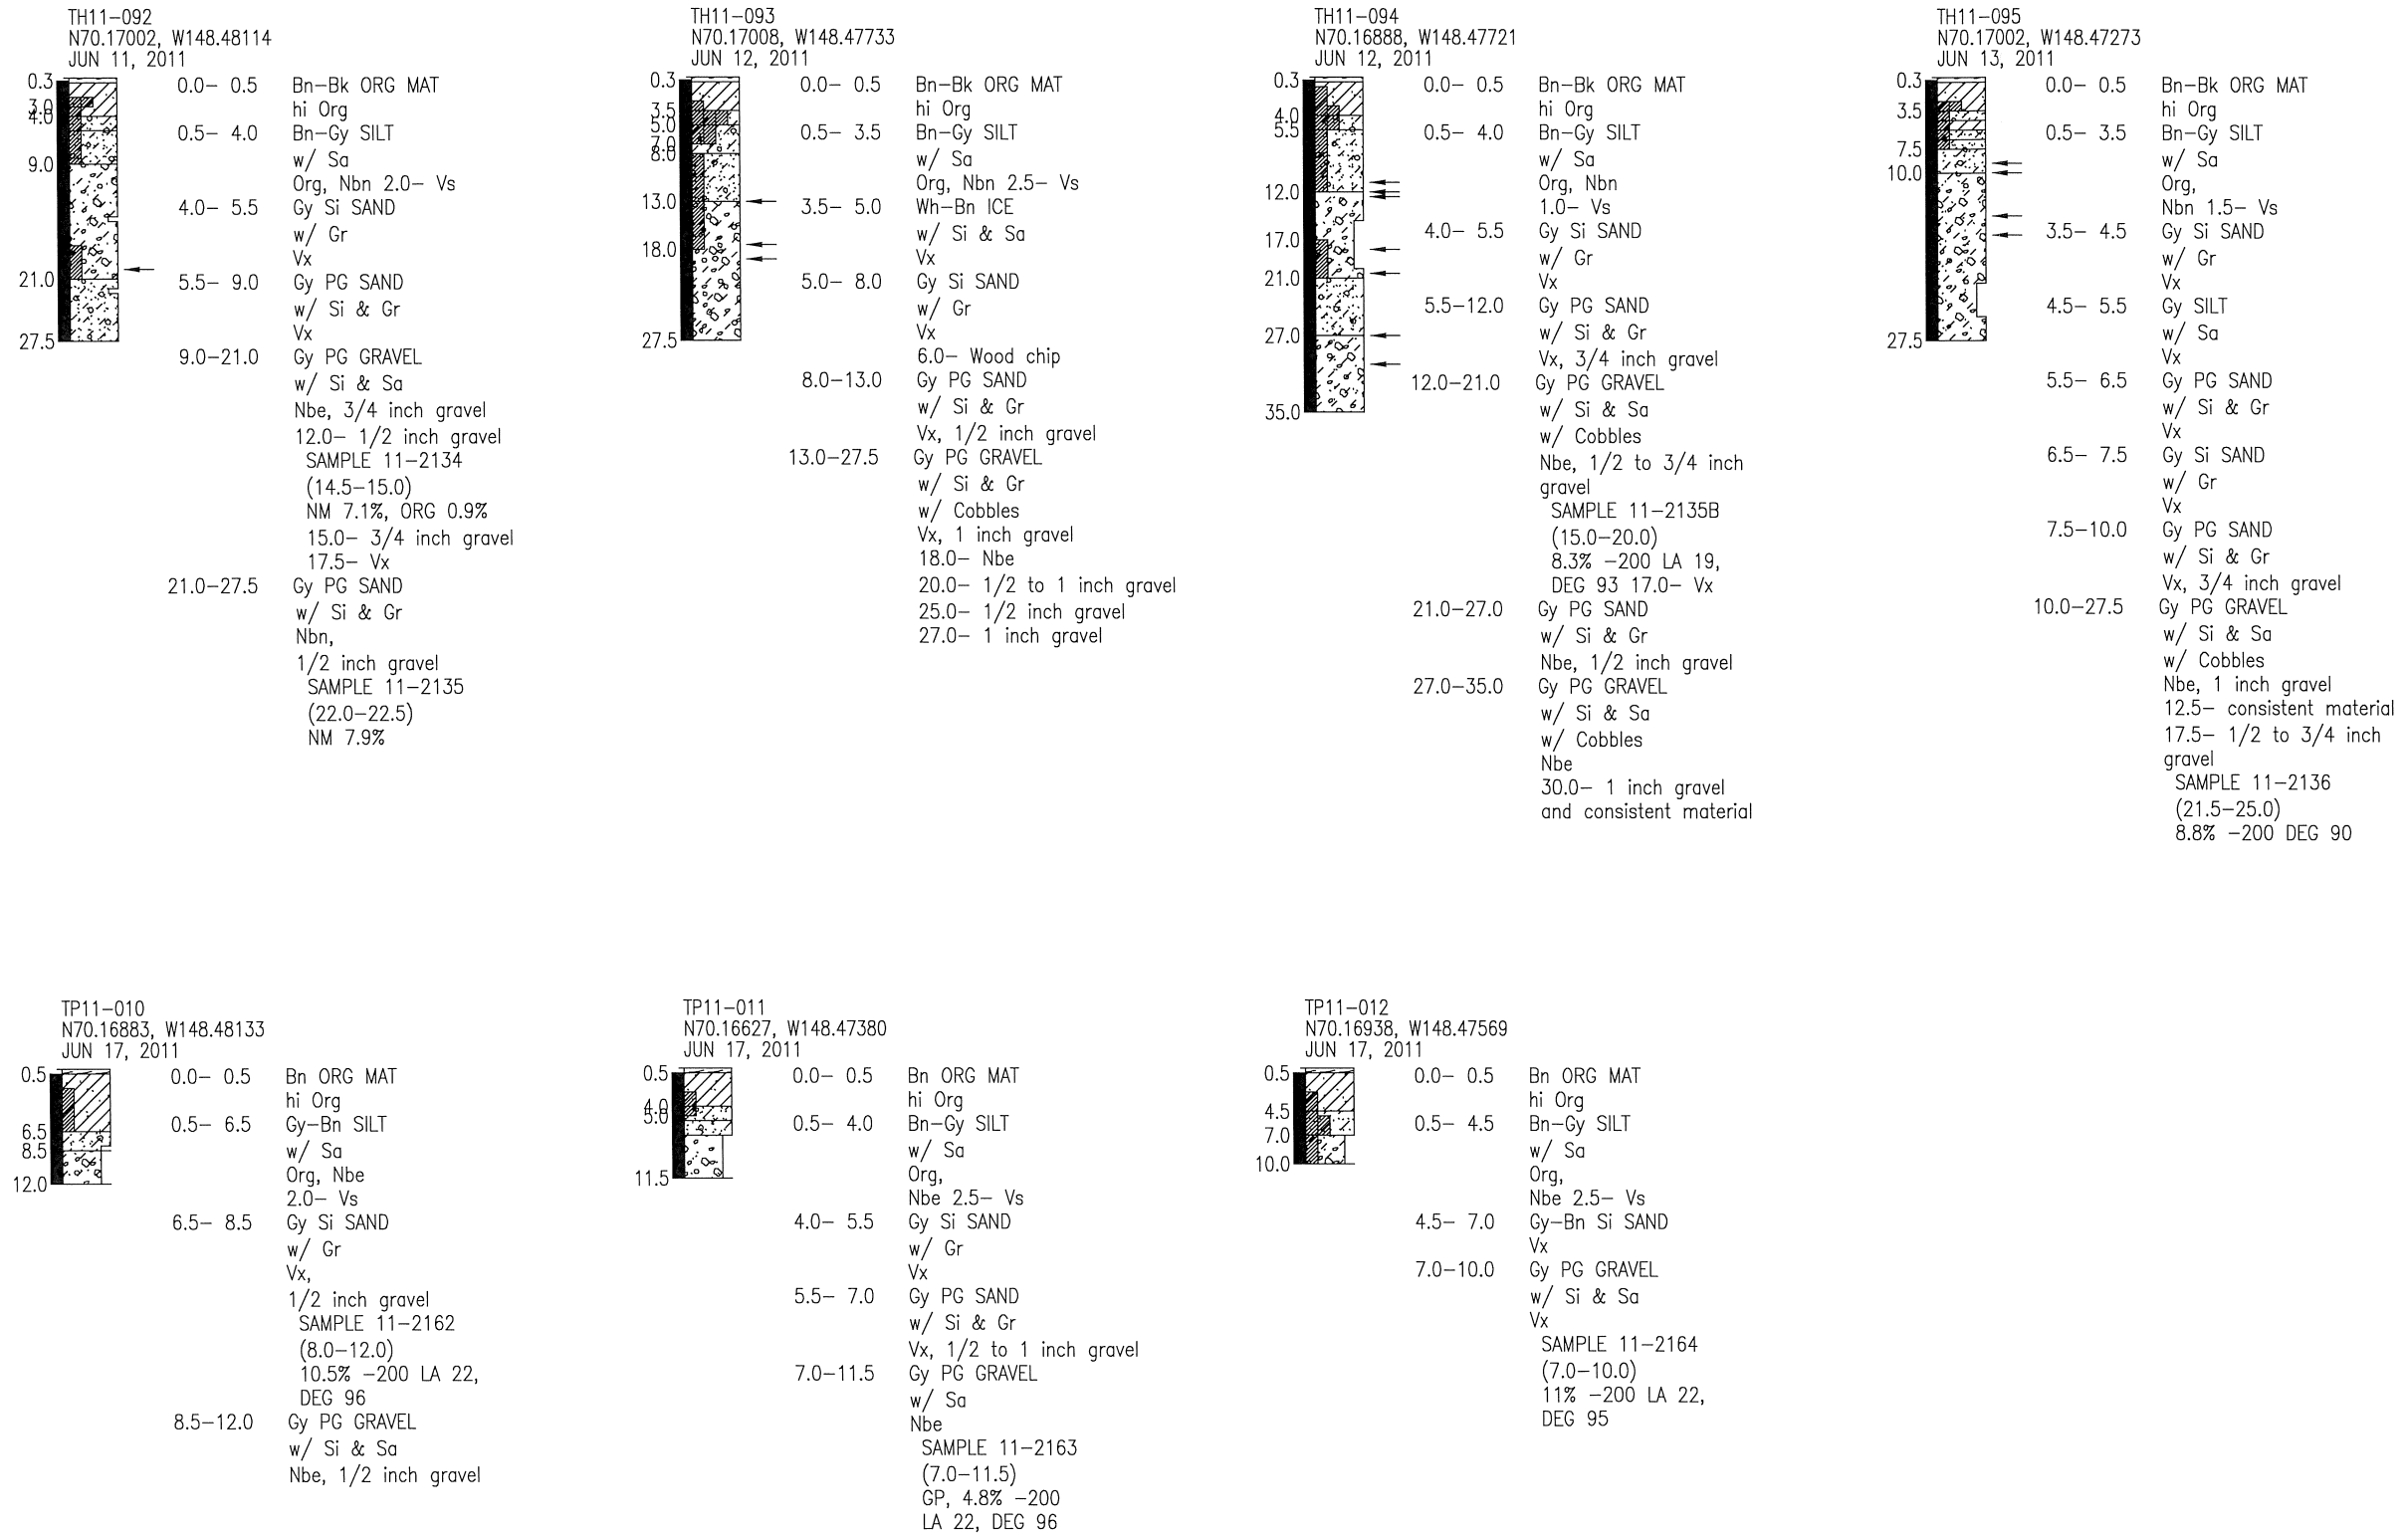 TH11-092
N70.17002, W148.48114
JUN 11, 2011
0.3
3.0
4.0
9.0
21.0
27.5
0.0- 0.5 Bn-Bk ORG MAT
hi Org
0.5- 4.0 Bn-Gy SILT
w/ Sa
Org, Nbn 2.0- Vs
4.0- 5.5 Gy Si SAND
w/ Gr
Vx
5.5- 9.0 Gy PG SAND
w/ Si & Gr
Vx
9.0-21.0 Gy PG GRAVEL
w/ Si & Sa
Nbe, 3/4 inch gravel
12.0- 1/2 inch gravel
SAMPLE 11-2134
(14.5-15.0)
NM 7.1%, ORG 0.9%
15.0- 3/4 inch gravel
17.5- Vx
21.0-27.5 Gy PG SAND
w/ Si & Gr
Nbn,
1/2 inch gravel
SAMPLE 11-2135
(22.0-22.5)
NM 7.9%
TH11-093
N70.17008, W148.47733
JUN 12, 2011
0.3
3.5
5.0
7.0
8.0
13.0
18.0
27.5
0.0- 0.5 Bn-Bk ORG MAT
hi Org
0.5- 3.5 Bn-Gy SILT
w/ Sa
Org, Nbn 2.5- Vs
3.5- 5.0 Wh-Bn ICE
w/ Si & Sa
Vx
5.0- 8.0 Gy Si SAND
w/ Gr
Vx
6.0- Wood chip
8.0-13.0 Gy PG SAND
w/ Si & Gr
Vx, 1/2 inch gravel
13.0-27.5 Gy PG GRAVEL
w/ Si & Gr
w/ Cobbles
Vx, 1 inch gravel
18.0- Nbe
20.0- 1/2 to 1 inch gravel
25.0- 1/2 inch gravel
27.0- 1 inch gravel
TH11-094
N70.16888, W148.47721
JUN 12, 2011
0.3
4.0
5.5
12.0
17.0
21.0
27.0
35.0
0.0- 0.5 Bn-Bk ORG MAT
hi Org
0.5- 4.0 Bn-Gy SILT
w/ Sa
Org, Nbn
1.0- Vs
4.0- 5.5 Gy Si SAND
w/ Gr
Vx
5.5-12.0 Gy PG SAND
w/ Si & Gr
Vx, 3/4 inch gravel
12.0-21.0 Gy PG GRAVEL
w/ Si & Sa
w/ Cobbles
Nbe, 1/2 to 3/4 inch
gravel
SAMPLE 11-2135B
(15.0-20.0)
8.3% -200 LA 19,
DEG 93 17.0- Vx
21.0-27.0 Gy PG SAND
w/ Si & Gr
Nbe, 1/2 inch gravel
27.0-35.0 Gy PG GRAVEL
w/ Si & Sa
w/ Cobbles
Nbe
30.0- 1 inch gravel
and consistent material
TH11-095
N70.17002, W148.47273
JUN 13, 2011
0.3
3.5
7.5
10.0
27.5
0.0- 0.5 Bn-Bk ORG MAT
hi Org
0.5- 3.5 Bn-Gy SILT
w/ Sa
Org,
Nbn 1.5- Vs
3.5- 4.5 Gy Si SAND
w/ Gr
Vx
4.5- 5.5 Gy SILT
w/ Sa
Vx
5.5- 6.5 Gy PG SAND
w/ Si & Gr
Vx
6.5- 7.5 Gy Si SAND
w/ Gr
Vx
7.5-10.0 Gy PG SAND
w/ Si & Gr
Vx, 3/4 inch gravel
10.0-27.5 Gy PG GRAVEL
w/ Si & Sa
w/ Cobbles
Nbe, 1 inch gravel
12.5- consistent material
17.5- 1/2 to 3/4 inch
gravel
SAMPLE 11-2136
(21.5-25.0)
8.8% -200 DEG 90
TP11-010
N70.16883, W148.48133
JUN 17, 2011
0.5
6.5
8.5
12.0
0.0- 0.5 Bn ORG MAT
hi Org
0.5- 6.5 Gy-Bn SILT
w/ Sa
Org, Nbe
2.0- Vs
6.5- 8.5 Gy Si SAND
w/ Gr
Vx,
1/2 inch gravel
SAMPLE 11-2162
(8.0-12.0)
10.5% -200 LA 22,
DEG 96
8.5-12.0 Gy PG GRAVEL
w/ Si & Sa
Nbe, 1/2 inch gravel
TP11-011
N70.16627, W148.47380
JUN 17, 2011
0.5
4.0
5.0
11.5
0.0- 0.5 Bn ORG MAT
hi Org
0.5- 4.0 Bn-Gy SILT
w/ Sa
Org,
Nbe 2.5- Vs
4.0- 5.5 Gy Si SAND
w/ Gr
Vx
5.5- 7.0 Gy PG SAND
w/ Si & Gr
Vx, 1/2 to 1 inch gravel
7.0-11.5 Gy PG GRAVEL
w/ Sa
Nbe
SAMPLE 11-2163
(7.0-11.5)
GP, 4.8% -200
LA 22, DEG 96
TP11-012
N70.16938, W148.47569
JUN 17, 2011
0.5
4.5
7.0
10.0
0.0- 0.5 Bn ORG MAT
hi Org
0.5- 4.5 Bn-Gy SILT
w/ Sa
Org,
Nbe 2.5- Vs
4.5- 7.0 Gy-Bn Si SAND
Vx
7.0-10.0 Gy PG GRAVEL
w/ Si & Sa
Vx
SAMPLE 11-2164
(7.0-10.0)
11% -200 LA 22,
DEG 95